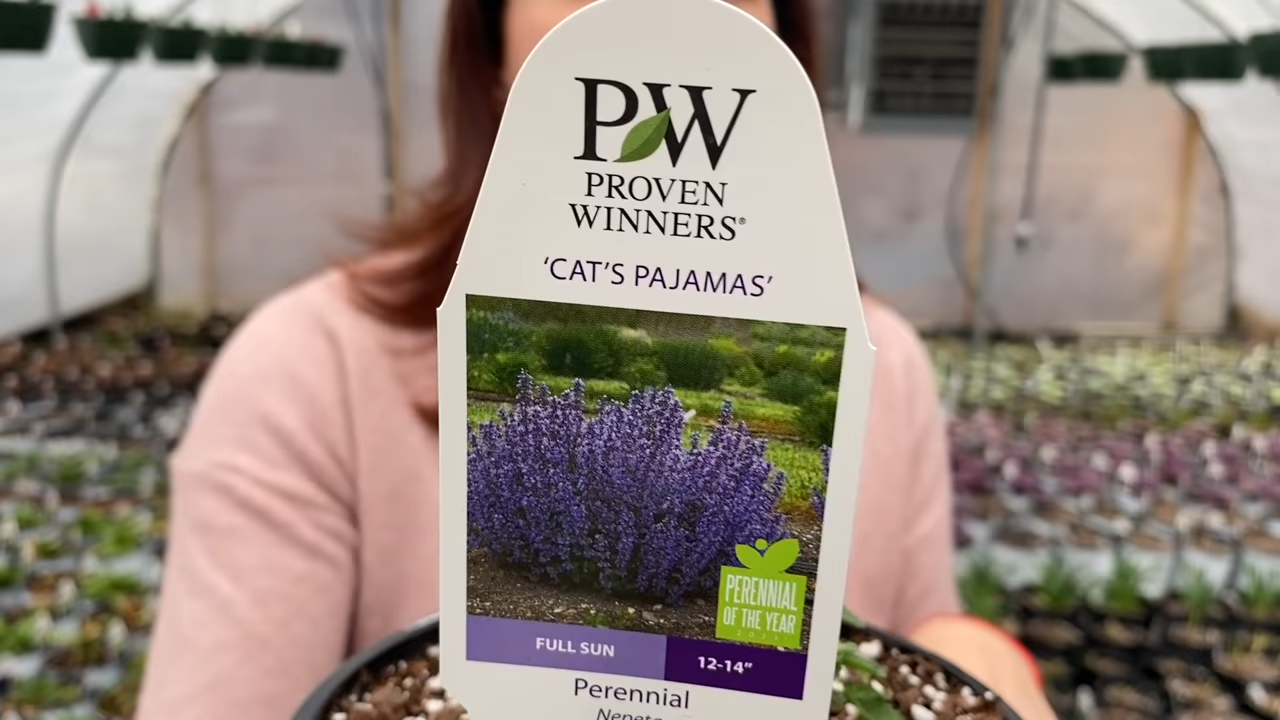 PW
PROVEN
WINNERS®
'CAT'S PAJAMAS'
PERENNIAL
OF THE YEAR
FULL SUN
12-14"
Perennial